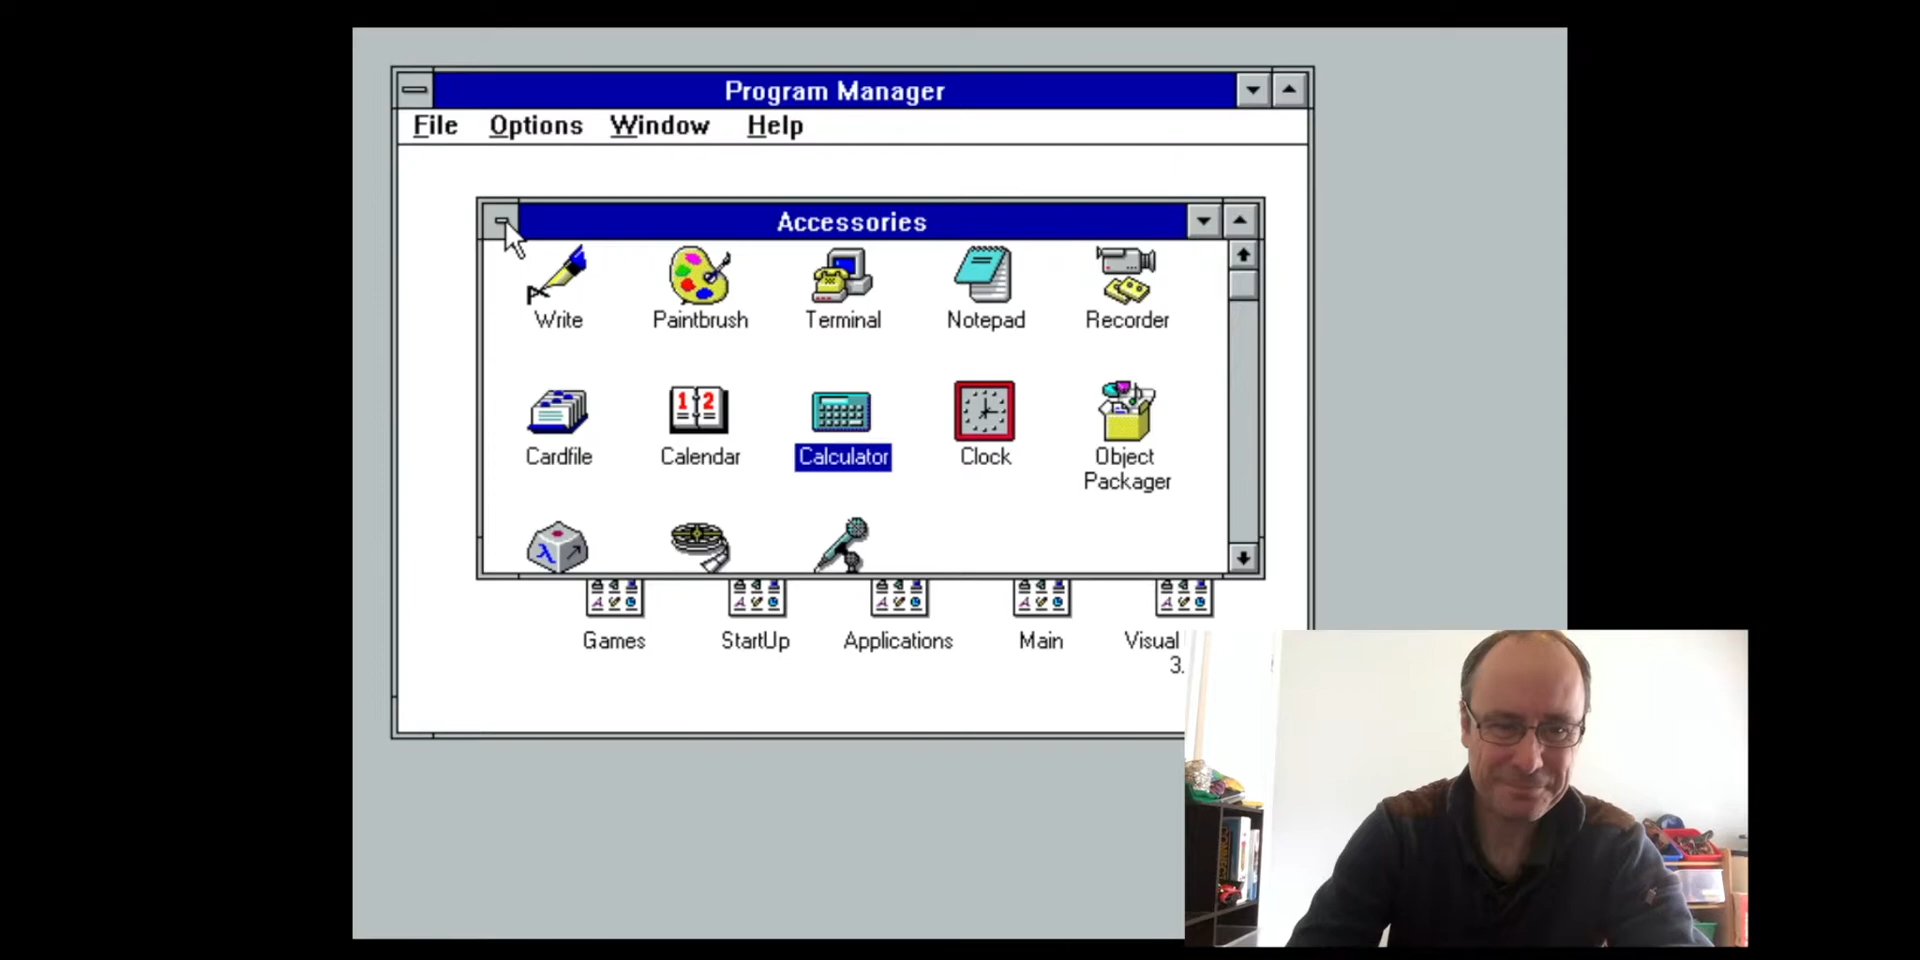 Program Manager
File Options Window Help
Accessories
Write Paintbrush Terminal Notepad Recorder
Cardfile Calendar Calculator Clock Object
Packager
Games StartUp Applications Main Visual
3.